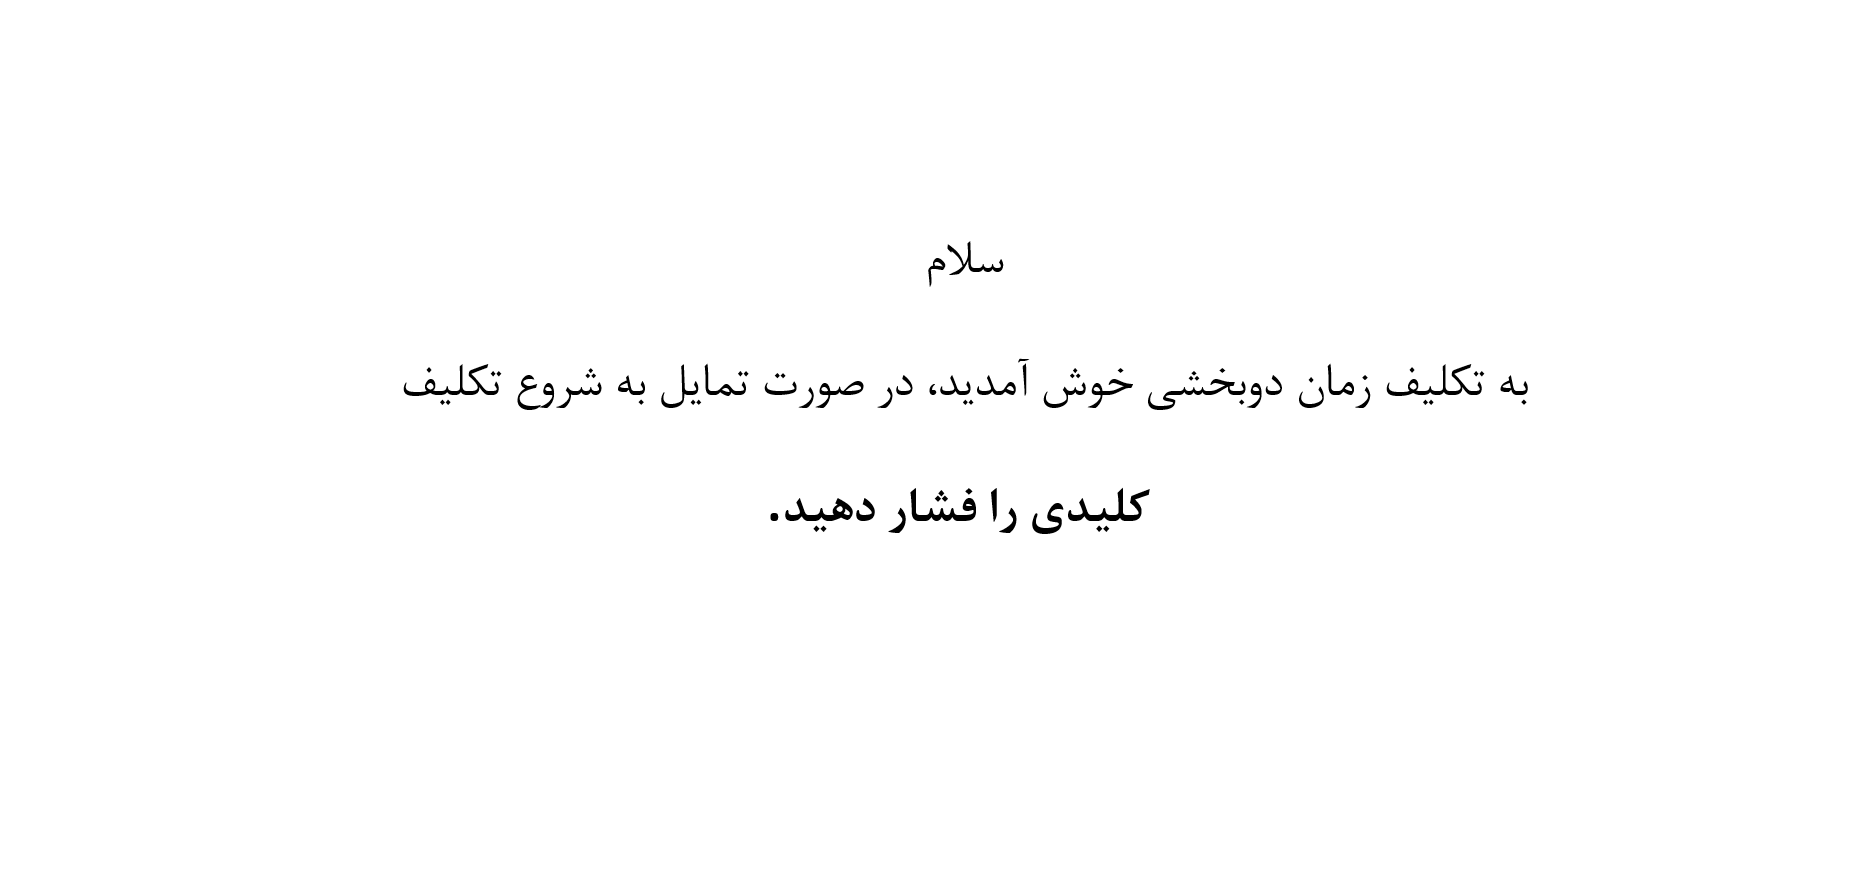 سلام
به تکلیف زمان دوبخشی خوش آمدید، در صورت تمایل به شروع تکلیف
کلیدی را فشار دهید.